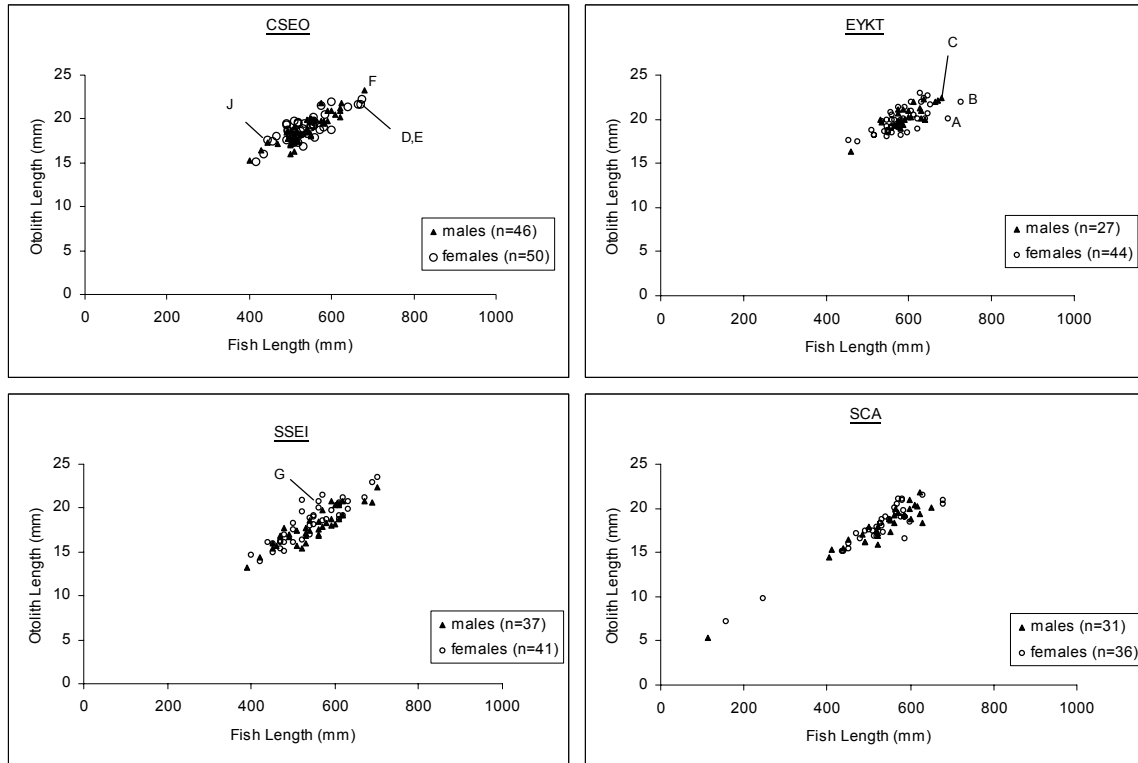 CSEO
Otolith Length (mm)
25
20
15
10
5
0
J
F
D,E
males (n=46)
females (n=50)
0 200 400 600 800 1000
Fish Length (mm)
EYKT
Otolith Length (mm)
25
20
15
10
5
0
C
B
A
males (n=27)
females (n=44)
0 200 400 600 800 1000
Fish Length (mm)
SSEI
Otolith Length (mm)
25
20
15
10
5
0
G
males (n=37)
females (n=41)
0 200 400 600 800 1000
Fish Length (mm)
SCA
Otolith Length (mm)
25
20
15
10
5
0
males (n=31)
females (n=36)
0 200 400 600 800 1000
Fish Length (mm)